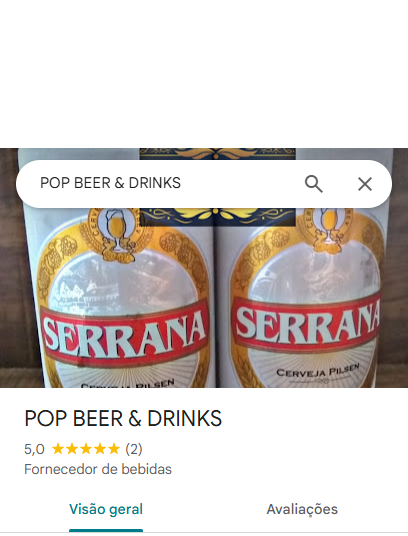 POP BEER & DRINKS
SERRANA
CERVEJA PILSEN
SERRANA
CERVEJA PILSEN
POP BEER & DRINKS
5,0 (2)
Fornecedor de bebidas
Visão geral
Avaliações